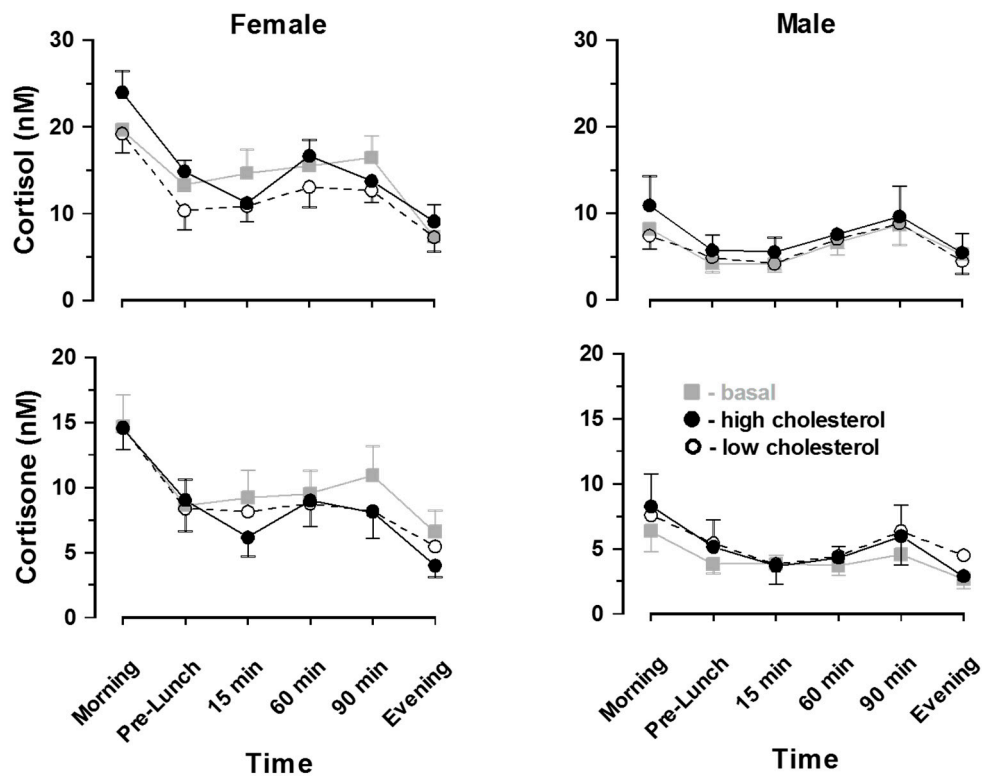 Female
Male
30
20
10
0
Cortisol (nM)
30
20
10
0
20
15
10
5
0
Cortisone (nM)
20
15
10
5
0
- basal
- high cholesterol
- low cholesterol
Morning
Pre-Lunch
15 min
60 min
90 min
Evening
Time
Morning
Pre-Lunch
15 min
60 min
90 min
Evening
Time